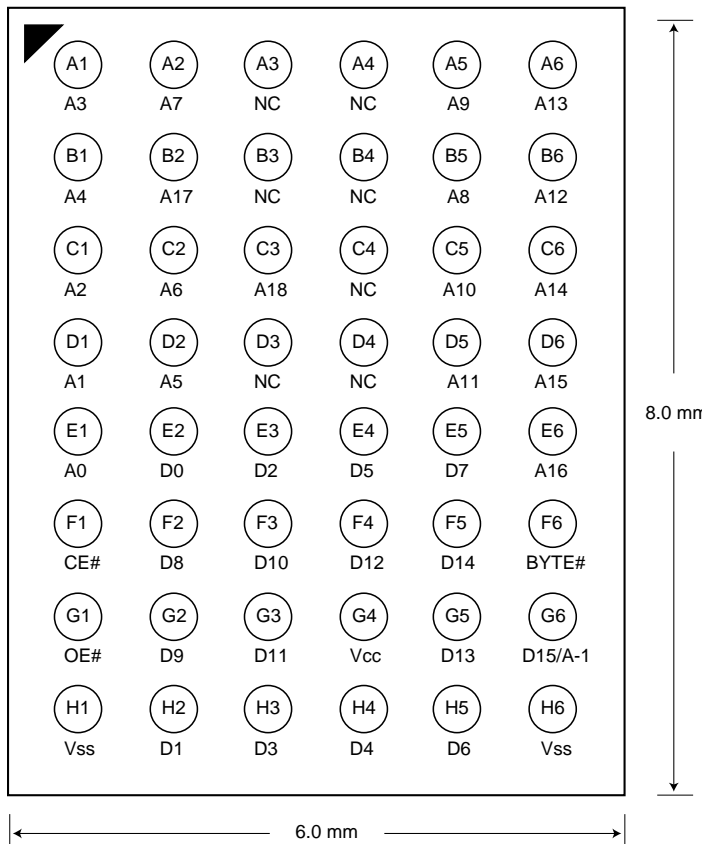 A1 A2 A3 A4 A5 A6
A3 A7 NC NC A9 A13
B1 B2 B3 B4 B5 B6
A4 A17 NC NC A8 A12
C1 C2 C3 C4 C5 C6
A2 A6 A18 NC A10 A14
D1 D2 D3 D4 D5 D6
A1 A5 NC NC A11 A15
8.0 mm
E1 E2 E3 E4 E5 E6
A0 D0 D2 D5 D7 A16
F1 F2 F3 F4 F5 F6
CE# D8 D10 D12 D14 BYTE#
G1 G2 G3 G4 G5 G6
OE# D9 D11 Vcc D13 D15/A-1
H1 H2 H3 H4 H5 H6
Vss D1 D3 D4 D6 Vss
6.0 mm